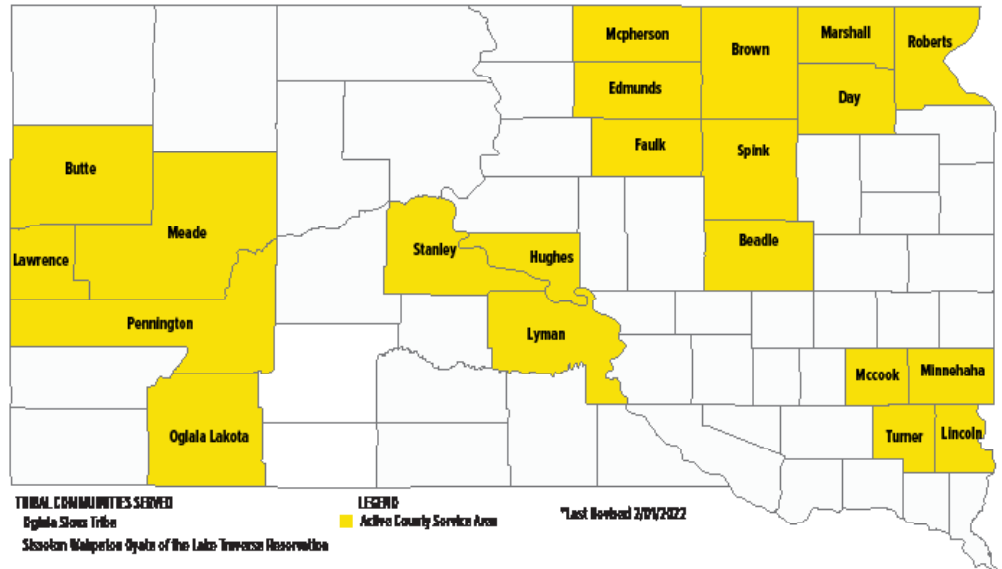 Mcpherson
Brown
Marshall
Roberts
Edmunds
Day
Faulk
Spink
Butte
Meade
Lawrence
Stanley
Hughes
Beadle
Pennington
Lyman
Mccook
Minnehaha
Oglala Lakota
Turner
Lincoln
TRIBAL COMMUNITIES SERVED
Oglala Sioux Tribe
Sisseton Wahpeton Oyate of the Lake Traverse Reservation
LEGEND
Active County Service Area
*Last Revised 2/01/2022